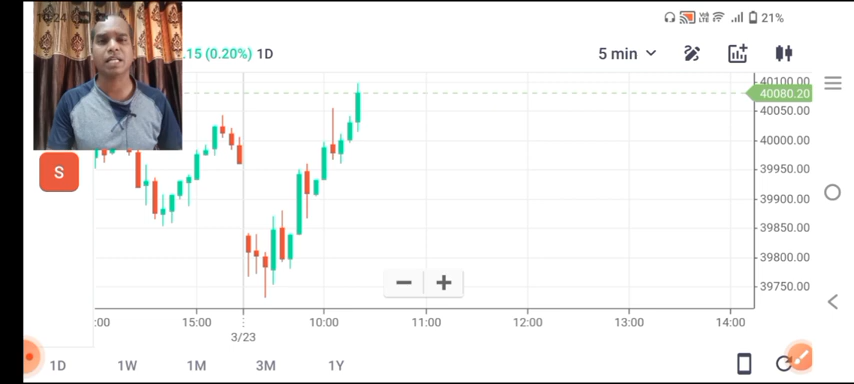 10:24
21%
.15 (0.20%) 1D
5 min
40100.00
40080.20
40050.00
40000.00
39950.00
39900.00
39850.00
39800.00
39750.00
S
:00
15:00
10:00
11:00
12:00
13:00
14:00
3/23
1D
1W
1M
3M
1Y